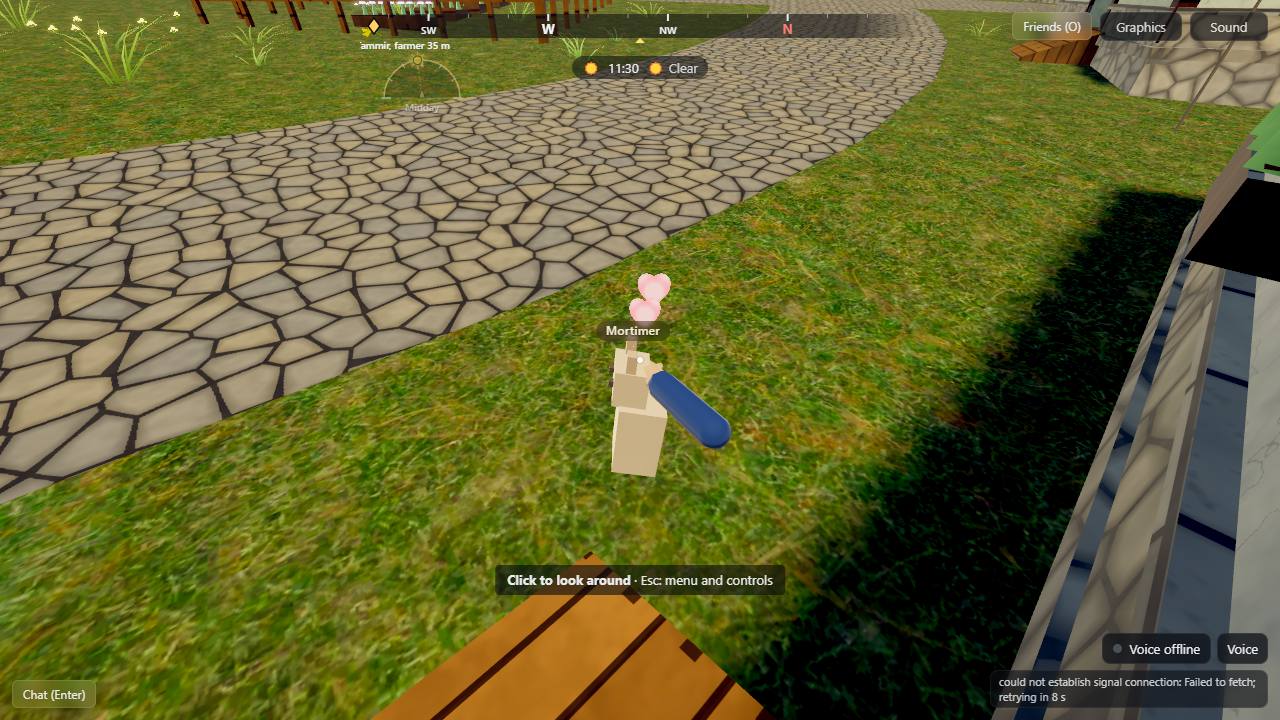 Friends (0)
Graphics
Sound
SW
W
NW
N
ammir, farmer 35 m
11:30
Clear
Midday
Mortimer
Click to look around · Esc: menu and controls
Voice offline
Voice
could not establish signal connection: Failed to fetch;
retrying in 8 s
Chat (Enter)